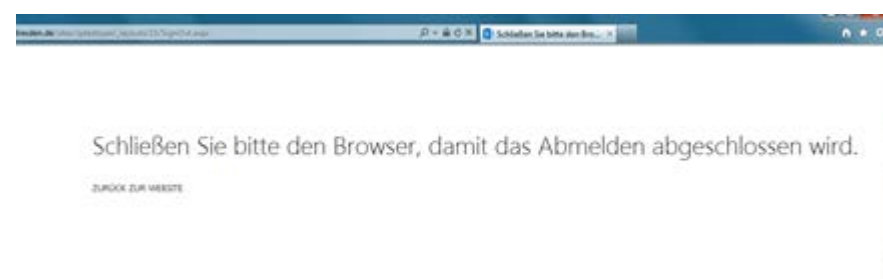 Schließen Sie bitte den Bro...
Schließen Sie bitte den Browser, damit das Abmelden abgeschlossen wird.
ZURÜCK ZUR WEBSITE